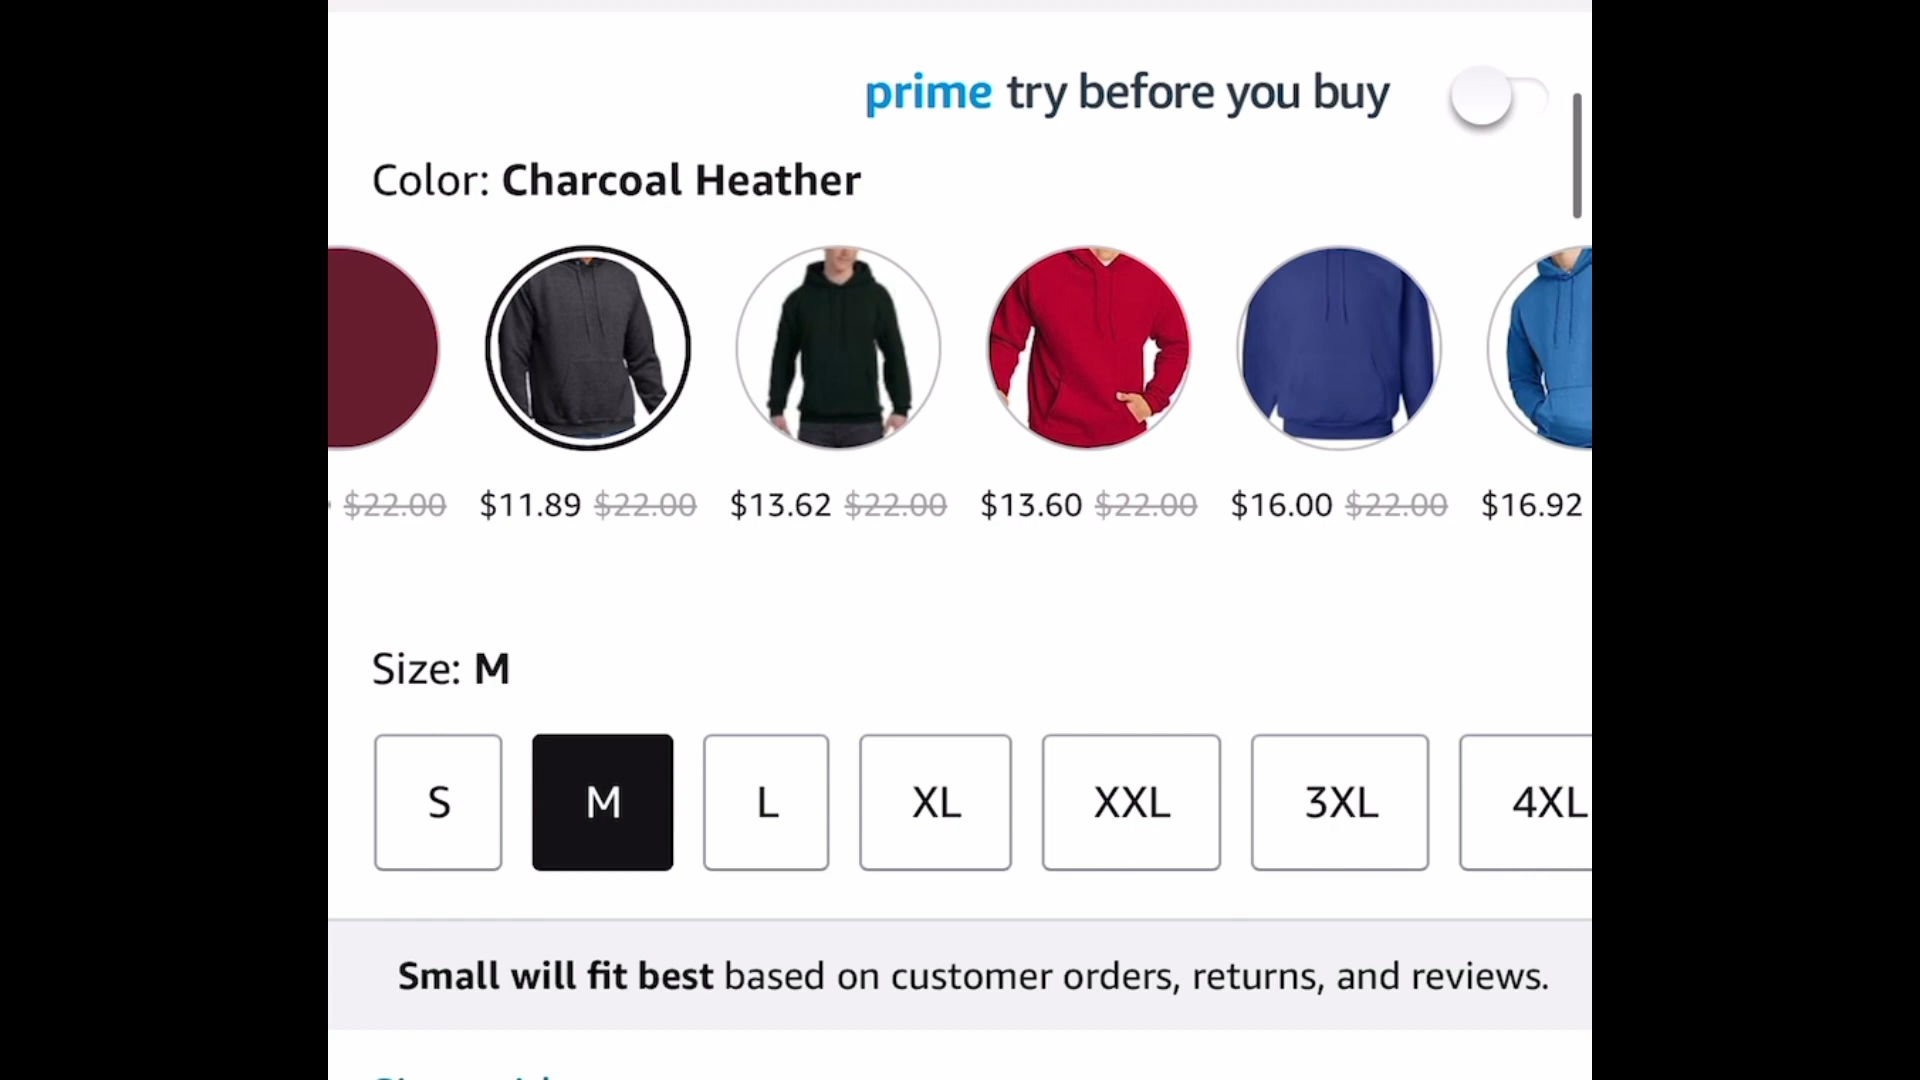 prime try before you buy
Color: Charcoal Heather
$22.00 $11.89 $22.00 $13.62 $22.00 $13.60 $22.00 $16.00 $22.00 $16.92
Size: M
S M L XL XXL 3XL 4XL
Small will fit best based on customer orders, returns, and reviews.